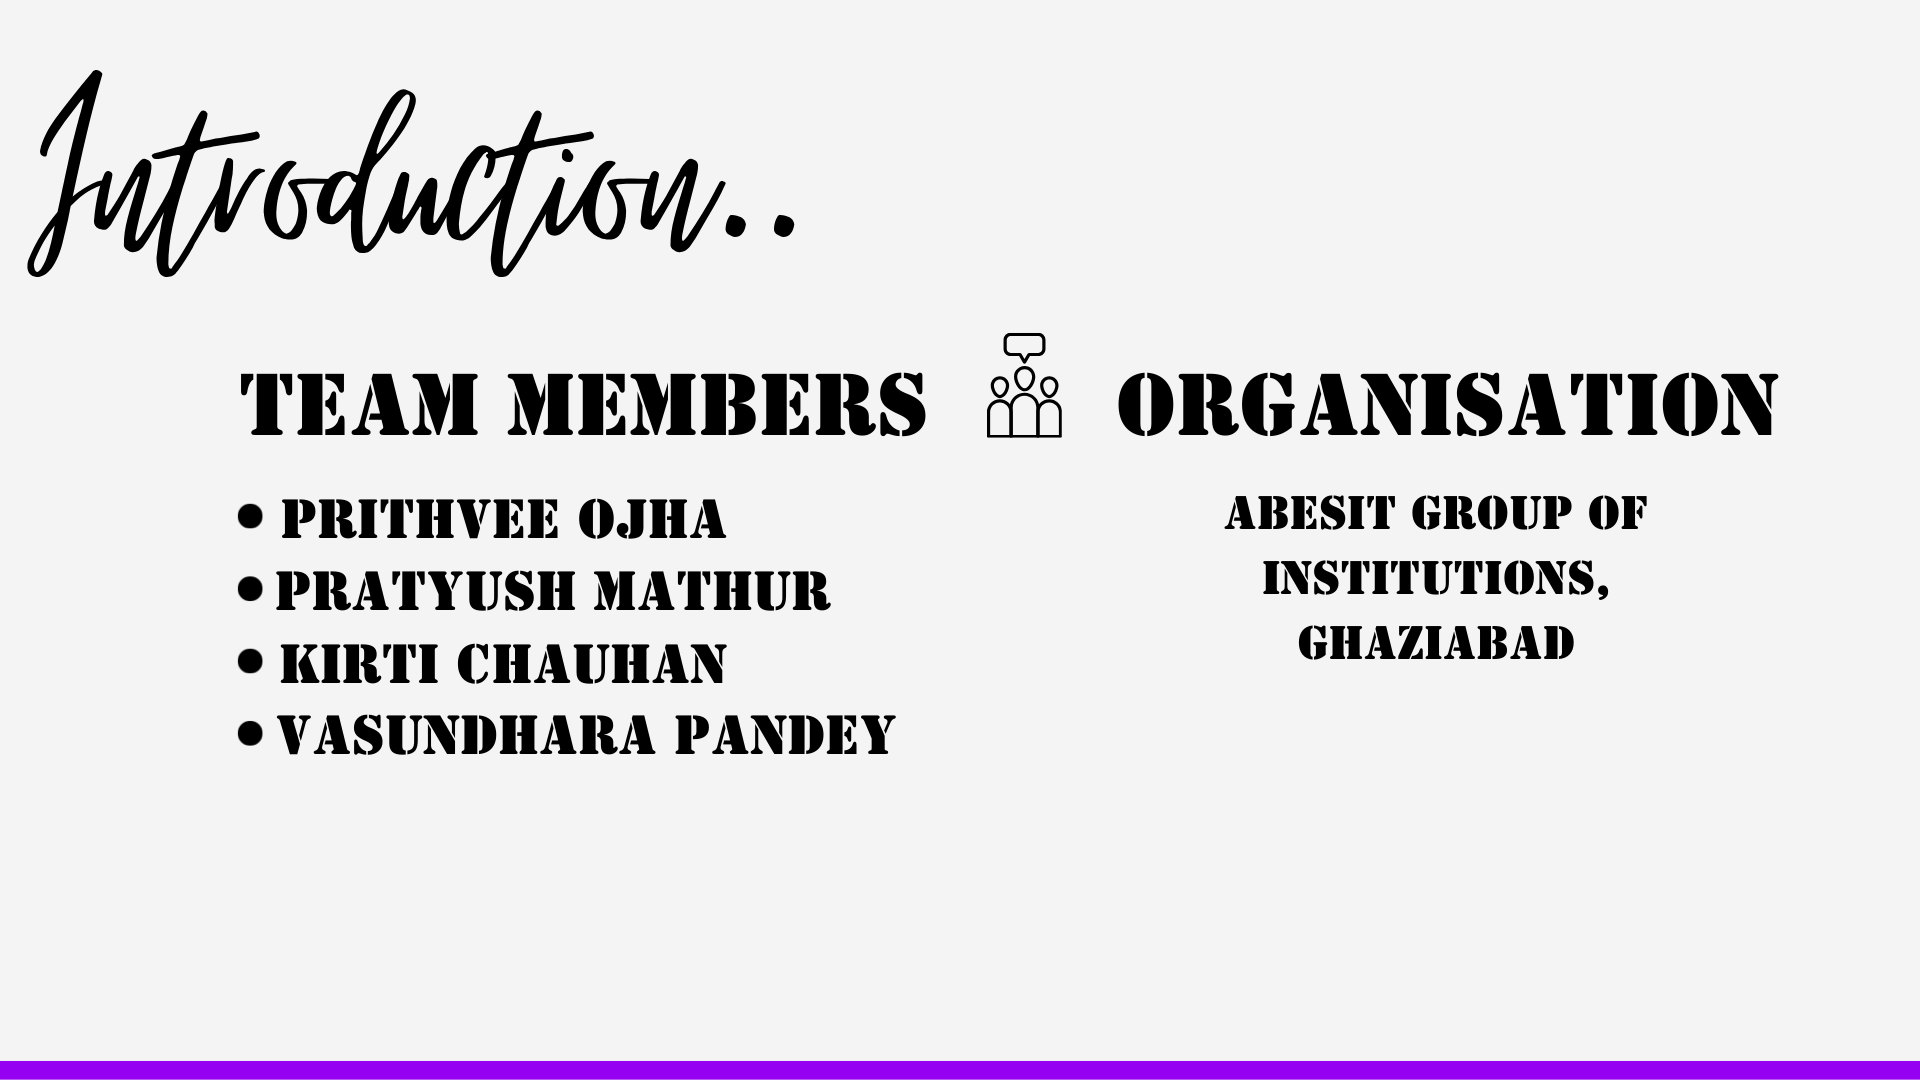 Introduction..
TEAM MEMBERS
• PRITHVEE OJHA
• PRATYUSH MATHUR
• KIRTI CHAUHAN
• VASUNDHARA PANDEY
ORGANISATION
ABESIT GROUP OF
INSTITUTIONS,
GHAZIABAD